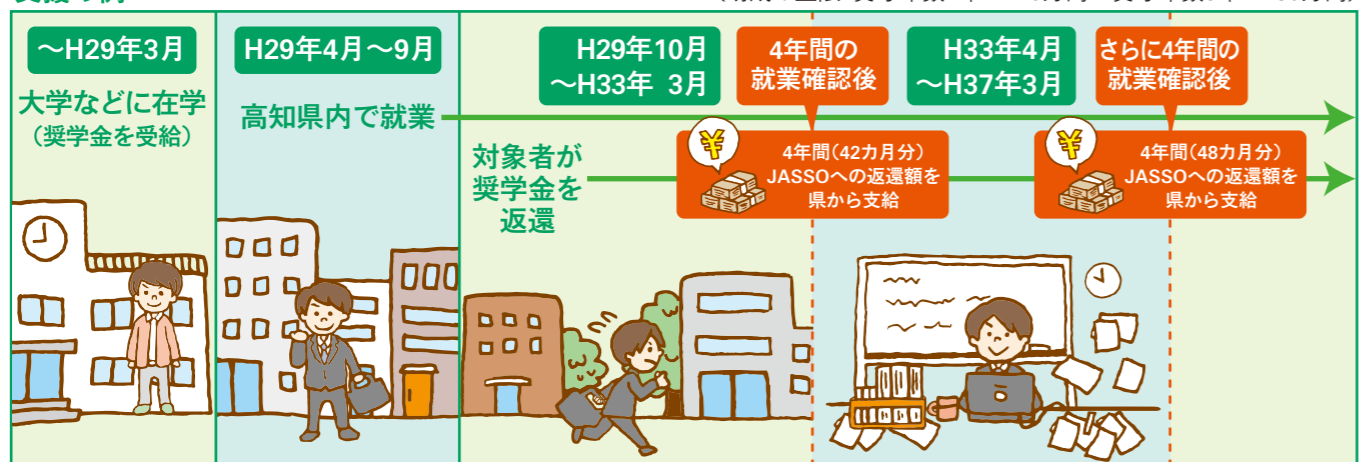 ～H29年3月
大学などに在学
（奨学金を受給）
H29年4月～9月
高知県内で就業
H29年10月
～H33年 3月
4年間の
就業確認後
H33年4月
～H37年3月
さらに4年間の
就業確認後
対象者が
奨学金を
返還
¥
4年間（42カ月分）
JASSOへの返還額を
県から支給
¥
4年間（48カ月分）
JASSOへの返還額を
県から支給